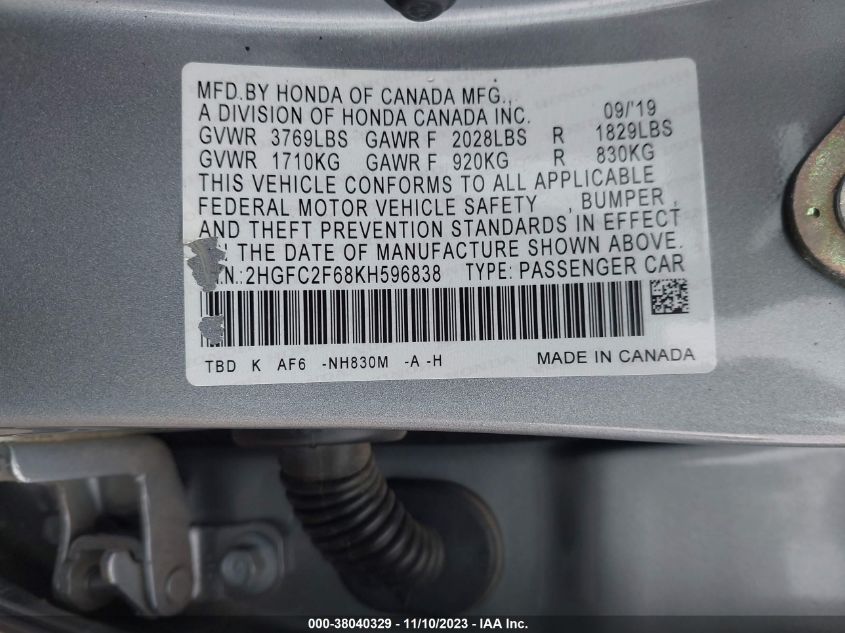 MFD.BY HONDA OF CANADA MFG.,
A DIVISION OF HONDA CANADA INC. 09/'19
GVWR 3769LBS GAWR F 2028LBS R 1829LBS
GVWR 1710KG GAWR F 920KG R 830KG
THIS VEHICLE CONFORMS TO ALL APPLICABLE
FEDERAL MOTOR VEHICLE SAFETY , BUMPER ,
AND THEFT PREVENTION STANDARDS IN EFFECT
THE DATE OF MANUFACTURE SHOWN ABOVE.
N.:2HGFC2F68KH596838 TYPE: PASSENGER CAR
TBD K AF6 -NH830M -A -H MADE IN CANADA
000-38040329 - 11/10/2023 - IAA Inc.